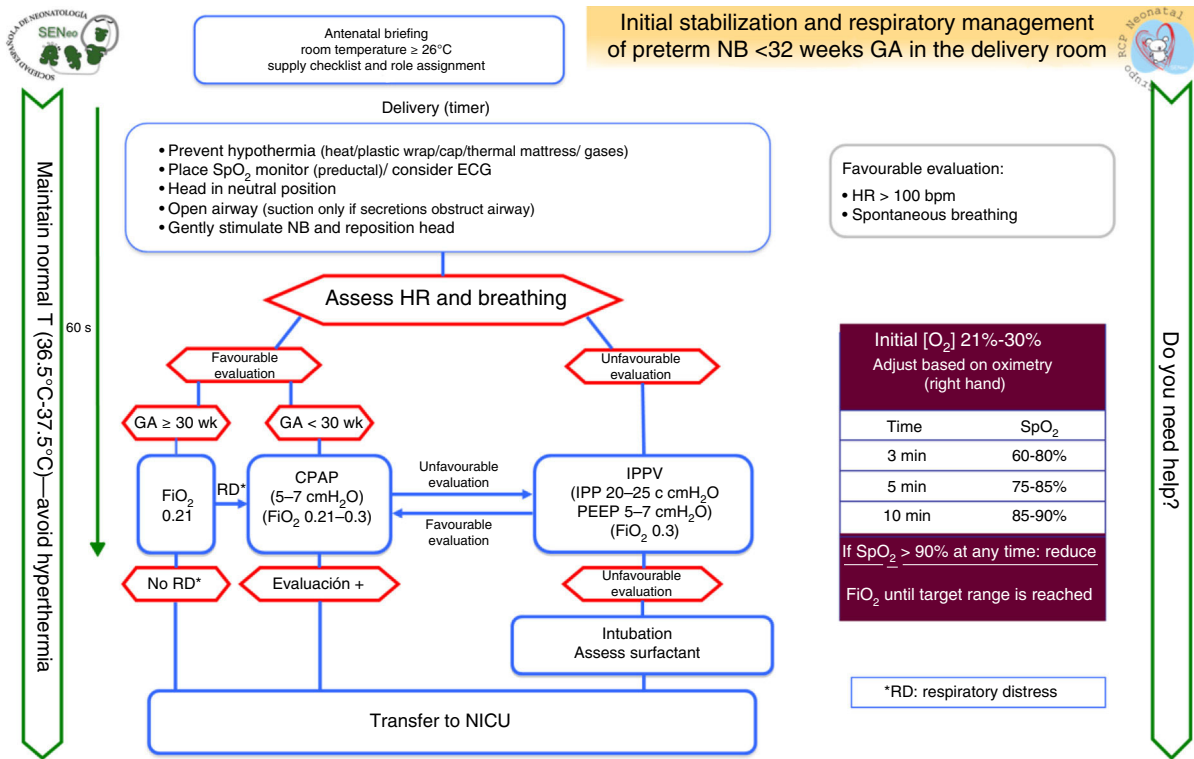 SOCIEDAD ESPAÑOLA DE NEONATOLOGÍA
SENeo
Antenatal briefing
room temperature ≥ 26°C
supply checklist and role assignment
Initial stabilization and respiratory management
of preterm NB <32 weeks GA in the delivery room
Grupo RCP Neonatal
Delivery (timer)
• Prevent hypothermia (heat/plastic wrap/cap/thermal mattress/ gases)
• Place SpO₂ monitor (preductal)/ consider ECG
• Head in neutral position
• Open airway (suction only if secretions obstruct airway)
• Gently stimulate NB and reposition head
Favourable evaluation:
• HR > 100 bpm
• Spontaneous breathing
Maintain normal T (36.5°C-37.5°C)—avoid hyperthermia
60 s
Assess HR and breathing
Favourable
evaluation
Unfavourable
evaluation
GA ≥ 30 wk
GA < 30 wk
FiO₂
0.21
RD*
CPAP
(5–7 cmH₂O)
(FiO₂ 0.21–0.3)
Unfavourable
evaluation
Favourable
evaluation
IPPV
(IPP 20–25 c cmH₂O
PEEP 5–7 cmH₂O)
(FiO₂ 0.3)
No RD*
Evaluación +
Unfavourable
evaluation
Intubation
Assess surfactant
Transfer to NICU
Initial [O₂] 21%-30%
Adjust based on oximetry
(right hand)
Time SpO₂
3 min 60-80%
5 min 75-85%
10 min 85-90%
If SpO₂ > 90% at any time: reduce
FiO₂ until target range is reached
*RD: respiratory distress
Do you need help?